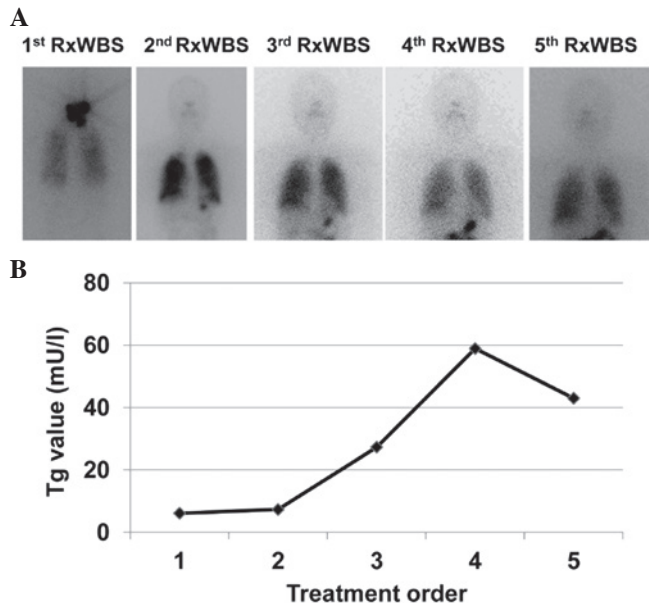 A
1st RxWBS 2nd RxWBS 3rd RxWBS 4th RxWBS 5th RxWBS
B
80
60
40
20
0
Tg value (mU/l)
1 2 3 4 5
Treatment order